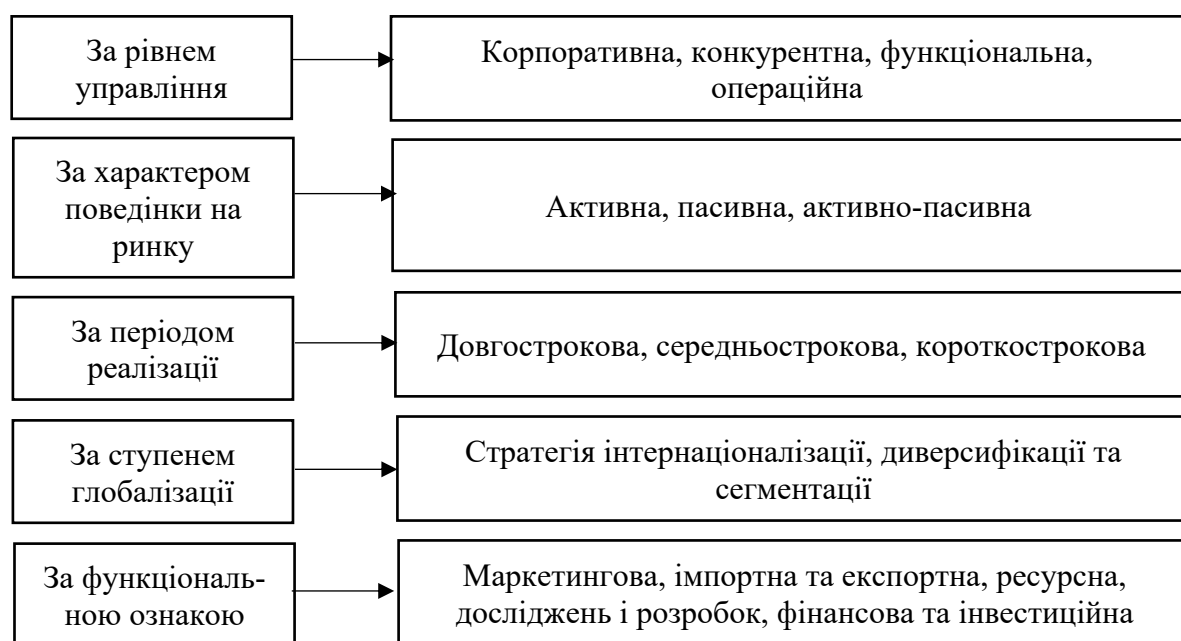 За рівнем
управління
Корпоративна, конкурентна, функціональна,
операційна
За характером
поведінки на
ринку
Активна, пасивна, активно-пасивна
За періодом
реалізації
Довгострокова, середньострокова, короткострокова
За ступенем
глобалізації
Стратегія інтернаціоналізації, диверсифікації та
сегментації
За функціональ-
ною ознакою
Маркетингова, імпортна та експортна, ресурсна,
досліджень і розробок, фінансова та інвестиційна